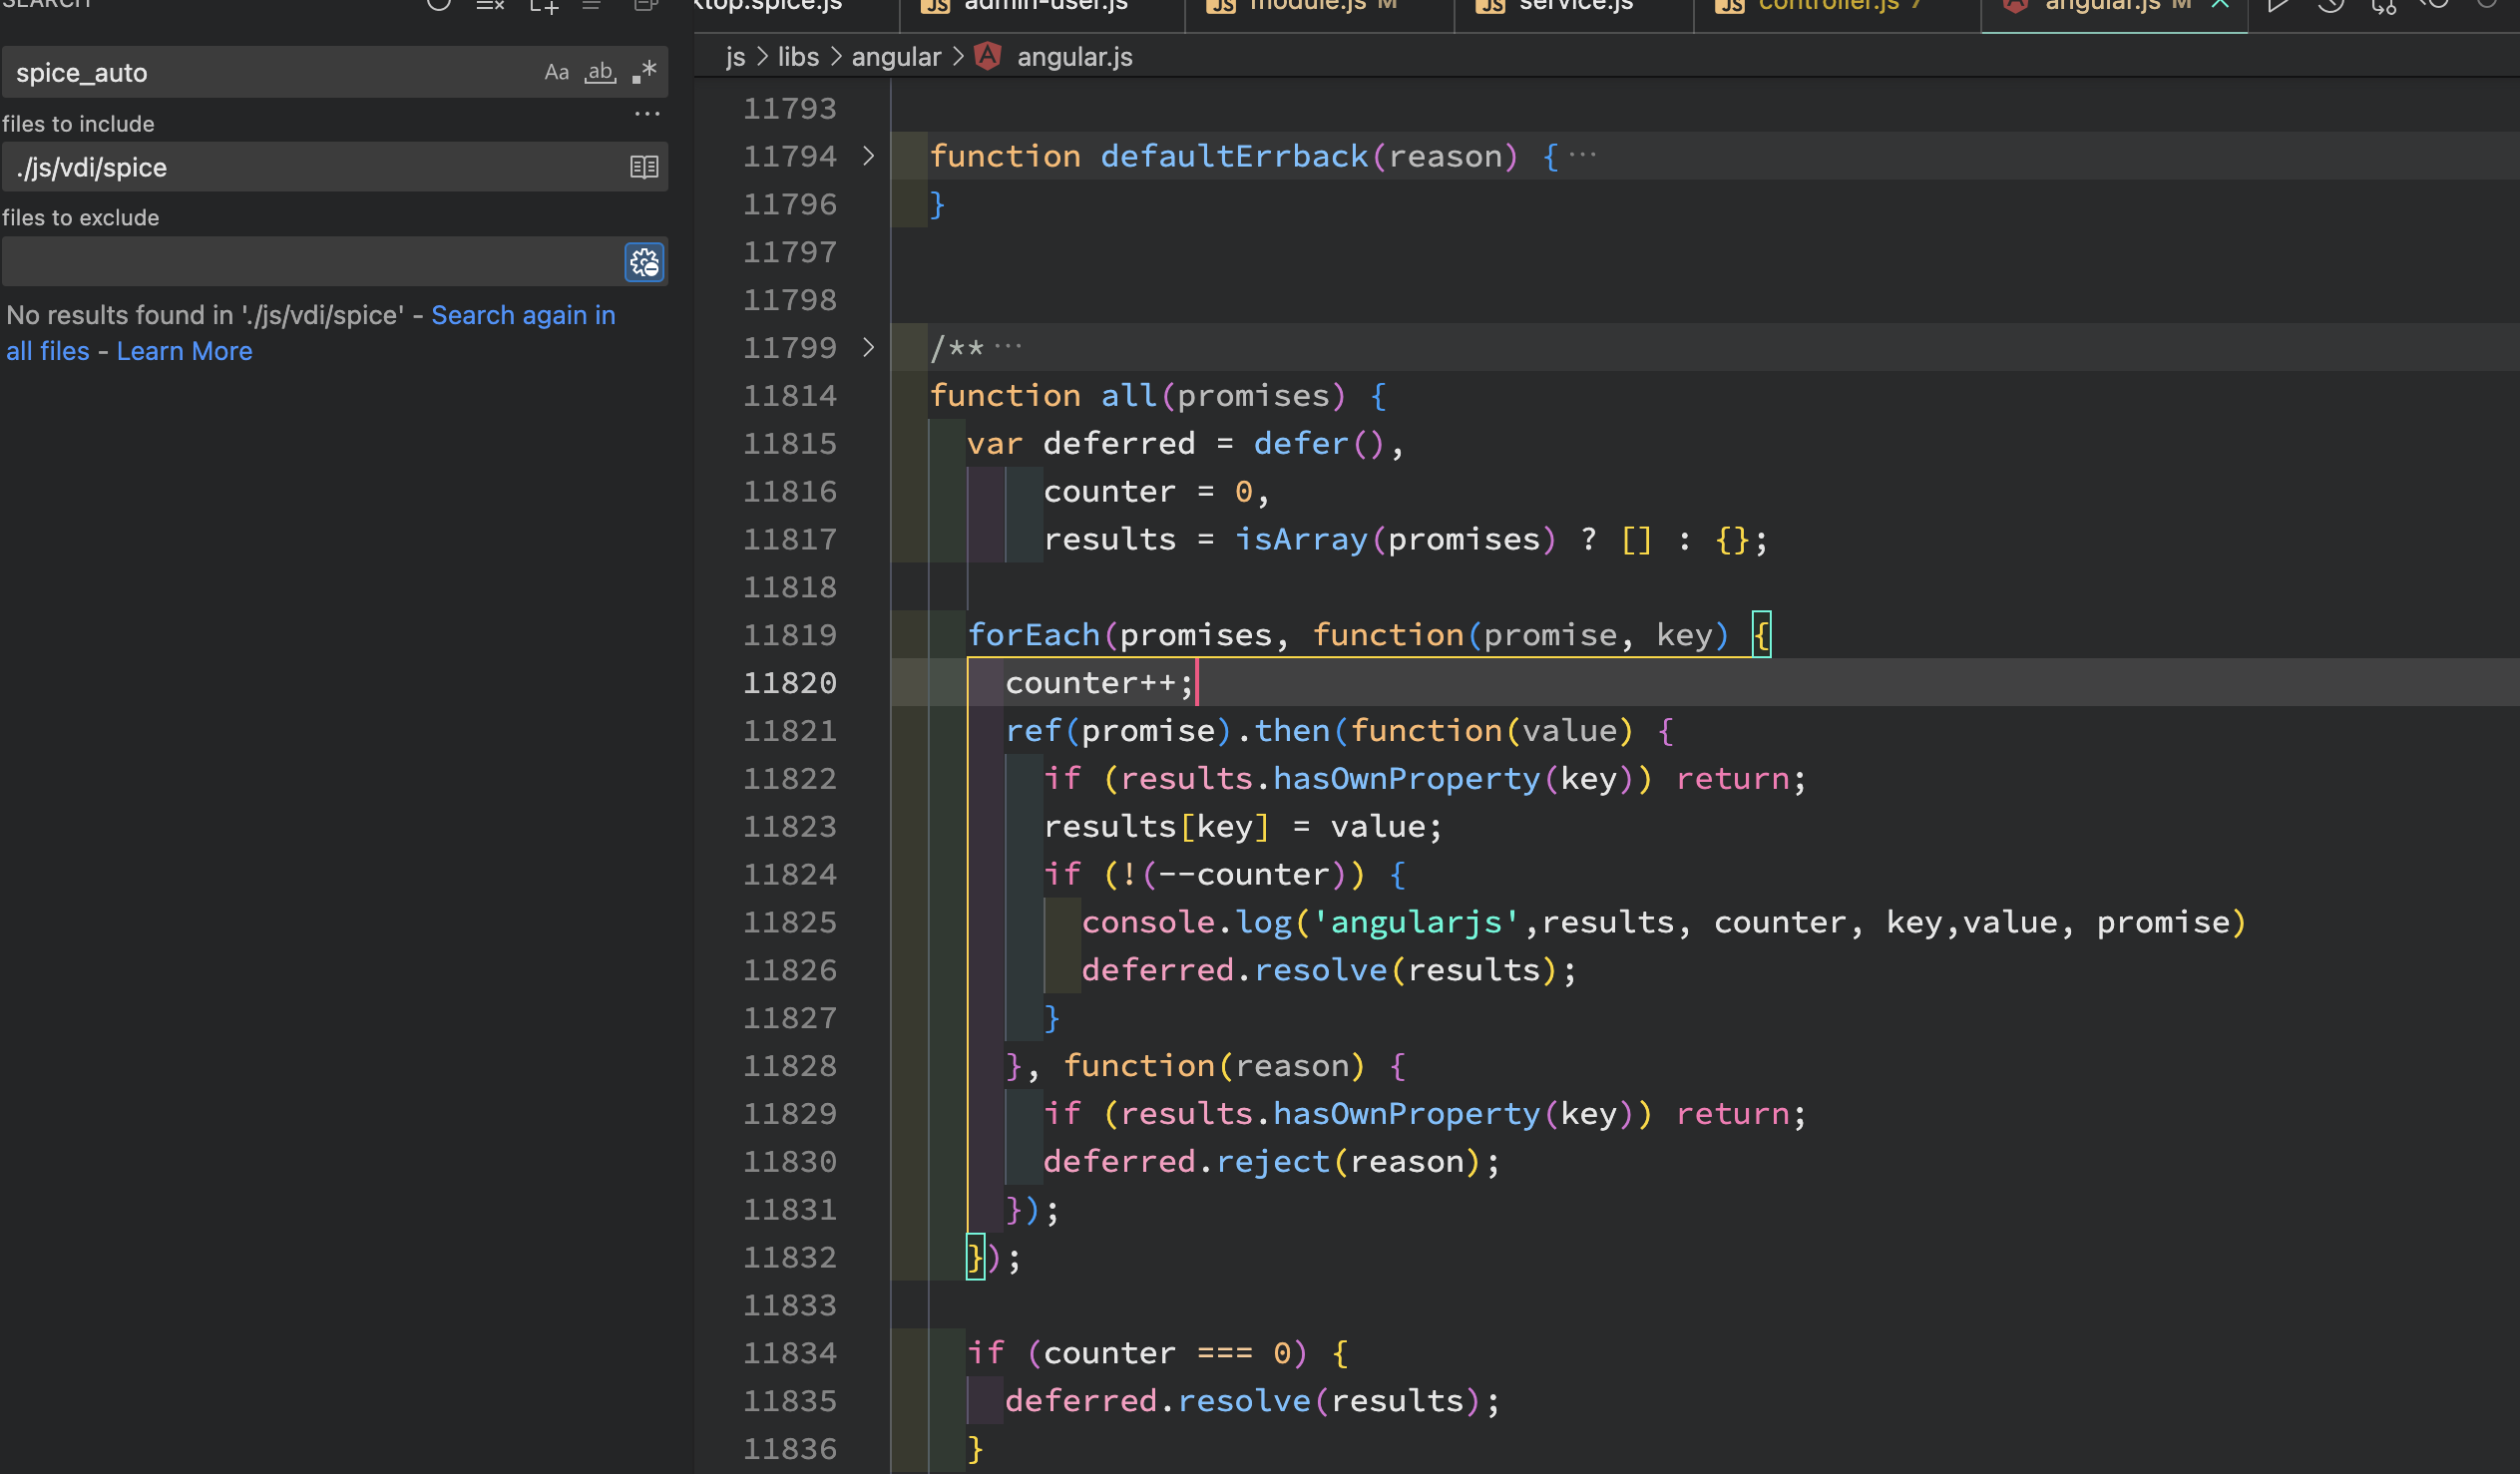 SEARCH
spice_auto
Aa
ab
files to include
./js/vdi/spice
files to exclude
No results found in './js/vdi/spice' - Search again in
all files - Learn More
ktop.spice.js
JS admin-user.js
JS module.js M
JS service.js
JS controller.js 7
angular.js M
js > libs > angular > angular.js
11793
11794 function defaultErrback(reason) {···
11796 }
11797
11798
11799 /**···
11814 function all(promises) {
11815 var deferred = defer(),
11816 counter = 0,
11817 results = isArray(promises) ? [] : {};
11818
11819 forEach(promises, function(promise, key) {
11820 counter++;
11821 ref(promise).then(function(value) {
11822 if (results.hasOwnProperty(key)) return;
11823 results[key] = value;
11824 if (!(--counter)) {
11825 console.log('angularjs',results, counter, key,value, promise)
11826 deferred.resolve(results);
11827 }
11828 }, function(reason) {
11829 if (results.hasOwnProperty(key)) return;
11830 deferred.reject(reason);
11831 });
11832 });
11833
11834 if (counter === 0) {
11835 deferred.resolve(results);
11836 }